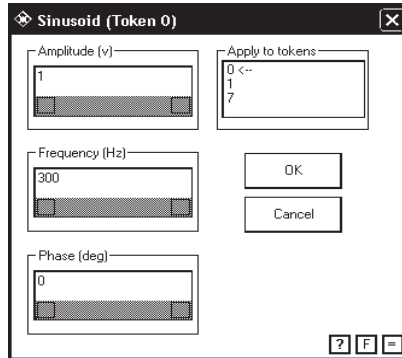 Sinusoid (Token 0)
Amplitude (v)
1
Apply to tokens
0 <--
1
7
Frequency (Hz)
300
OK
Cancel
Phase (deg)
0
? F =